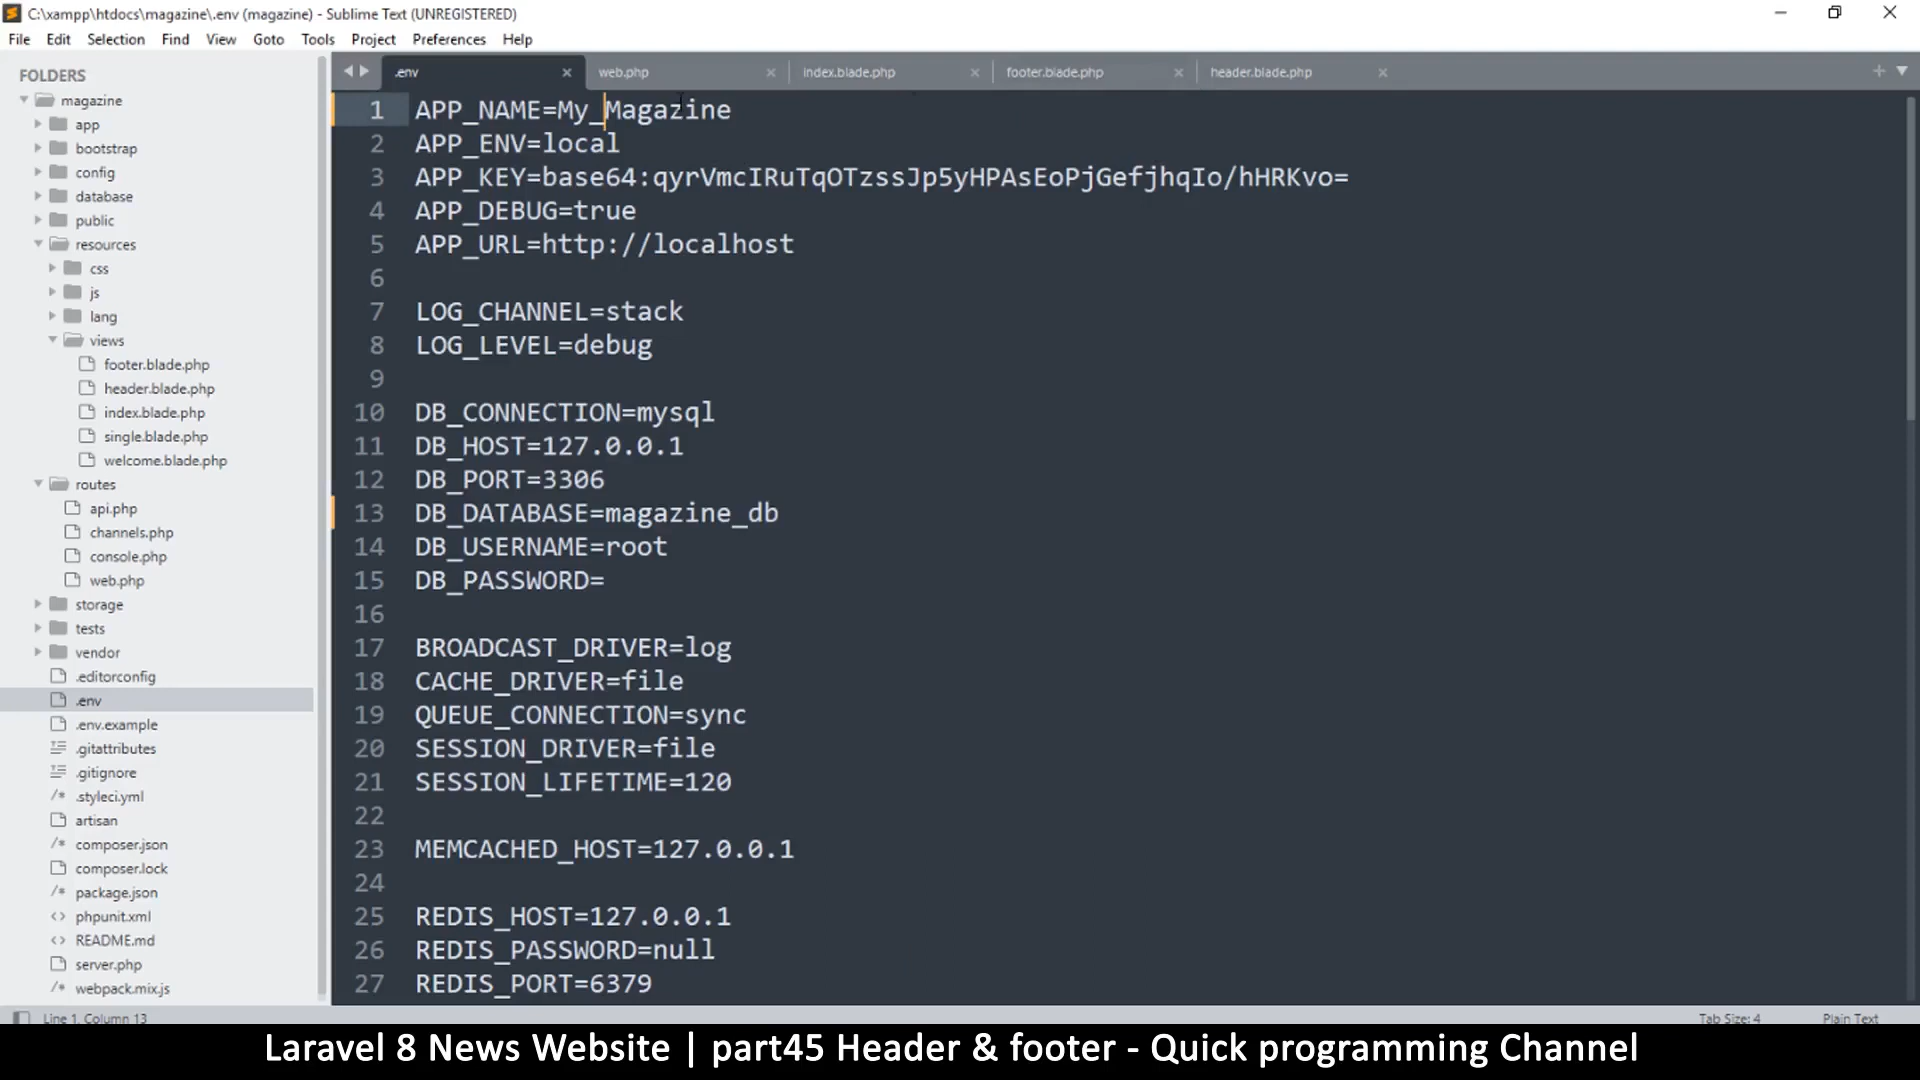 C:\xampp\htdocs\magazine\.env (magazine) - Sublime Text (UNREGISTERED)
File Edit Selection Find View Goto Tools Project Preferences Help
FOLDERS
magazine
app
bootstrap
config
database
public
resources
css
js
lang
views
footer.blade.php
header.blade.php
index.blade.php
single.blade.php
welcome.blade.php
routes
api.php
channels.php
console.php
web.php
storage
tests
vendor
.editorconfig
.env
.env.example
.gitattributes
.gitignore
/* .styleci.yml
artisan
/* composer.json
composer.lock
/* package.json
<> phpunit.xml
<> README.md
server.php
/* webpack.mix.js
.env web.php index.blade.php footer.blade.php header.blade.php
1 APP_NAME=My_Magazine
2 APP_ENV=local
3 APP_KEY=base64:qyrVmcIRuTqOTzssJp5yHPAsEoPjGefjhqIo/hHRKvo=
4 APP_DEBUG=true
5 APP_URL=http://localhost
6
7 LOG_CHANNEL=stack
8 LOG_LEVEL=debug
9
10 DB_CONNECTION=mysql
11 DB_HOST=127.0.0.1
12 DB_PORT=3306
13 DB_DATABASE=magazine_db
14 DB_USERNAME=root
15 DB_PASSWORD=
16
17 BROADCAST_DRIVER=log
18 CACHE_DRIVER=file
19 QUEUE_CONNECTION=sync
20 SESSION_DRIVER=file
21 SESSION_LIFETIME=120
22
23 MEMCACHED_HOST=127.0.0.1
24
25 REDIS_HOST=127.0.0.1
26 REDIS_PASSWORD=null
27 REDIS_PORT=6379
Line 1, Column 13 Tab Size: 4 Plain Text
Laravel 8 News Website | part45 Header & footer - Quick programming Channel